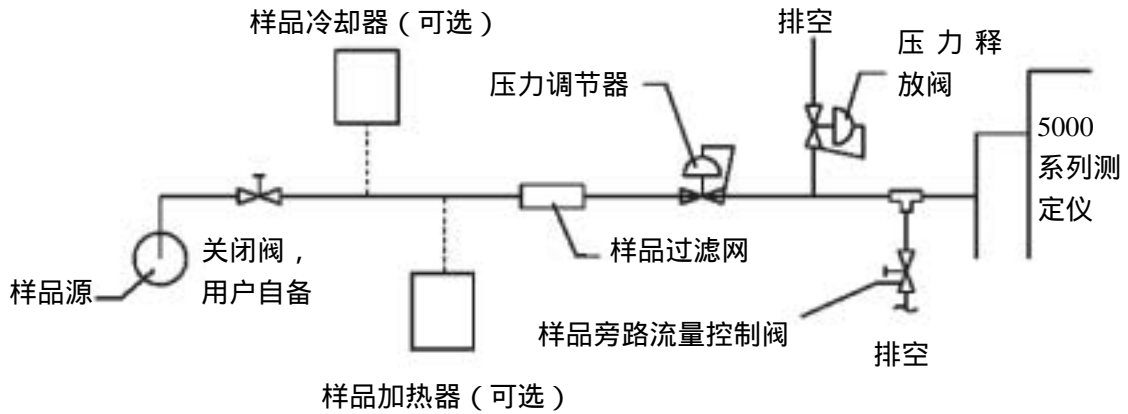 样品冷却器（可选）
排空
压力释
放阀
压力调节器
5000
系列测
定仪
关闭阀，
用户自备
样品源
样品过滤网
样品旁路流量控制阀
排空
样品加热器（可选）